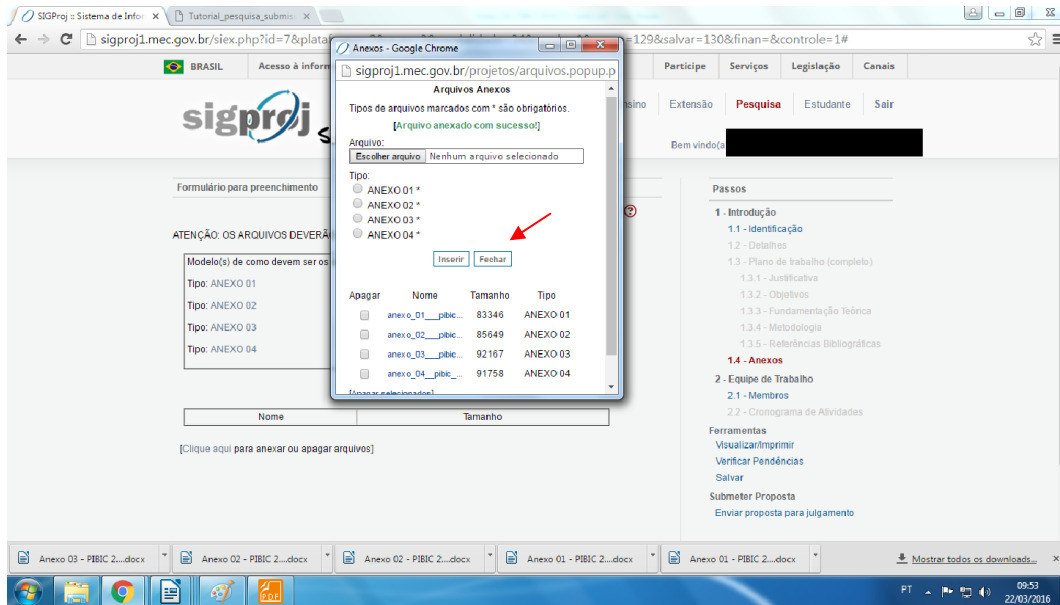 SIGProj :: Sistema de Infor
Tutorial_pesquisa_submis
sigproj1.mec.gov.br/siex.php?id=7&plata
=129&salvar=130&finan=&controle=1#
BRASIL
Acesso à inform
Participe
Serviços
Legislação
Canais
sigproj
Extensão
Pesquisa
Estudante
Sair
Bem vindo(a
Formulário para preenchimento
ATENÇÃO: OS ARQUIVOS DEVERÃ
Modelo(s) de como devem ser os
Tipo: ANEXO 01
Tipo: ANEXO 02
Tipo: ANEXO 03
Tipo: ANEXO 04
Nome Tamanho
[Clique aqui para anexar ou apagar arquivos]
Anexos - Google Chrome
sigproj1.mec.gov.br/projetos/arquivos.popup.p
Arquivos Anexos
Tipos de arquivos marcados com * são obrigatórios.
[Arquivo anexado com sucesso!]
Arquivo:
Escolher arquivo Nenhum arquivo selecionado
Tipo:
ANEXO 01 *
ANEXO 02 *
ANEXO 03 *
ANEXO 04 *
Inserir Fechar
Apagar Nome Tamanho Tipo
anexo_01___pibic... 83346 ANEXO 01
anexo_02___pibic... 85649 ANEXO 02
anexo_03___pibic... 92167 ANEXO 03
anexo_04__pibic_... 91758 ANEXO 04
[Apagar selecionados]
Passos
1 - Introdução
1.1 - Identificação
1.2 - Detalhes
1.3 - Plano de trabalho (completo)
1.3.1 - Justificativa
1.3.2 - Objetivos
1.3.3 - Fundamentação Teórica
1.3.4 - Metodologia
1.3.5 - Referências Bibliográficas
1.4 - Anexos
2 - Equipe de Trabalho
2.1 - Membros
2.2 - Cronograma de Atividades
Ferramentas
Visualizar/Imprimir
Verificar Pendências
Salvar
Submeter Proposta
Enviar proposta para julgamento
Anexo 03 - PIBIC 2....docx
Anexo 02 - PIBIC 2....docx
Anexo 02 - PIBIC 2....docx
Anexo 01 - PIBIC 2....docx
Anexo 01 - PIBIC 2....docx
Mostrar todos os downloads...
PDF
PT
09:53
22/03/2016